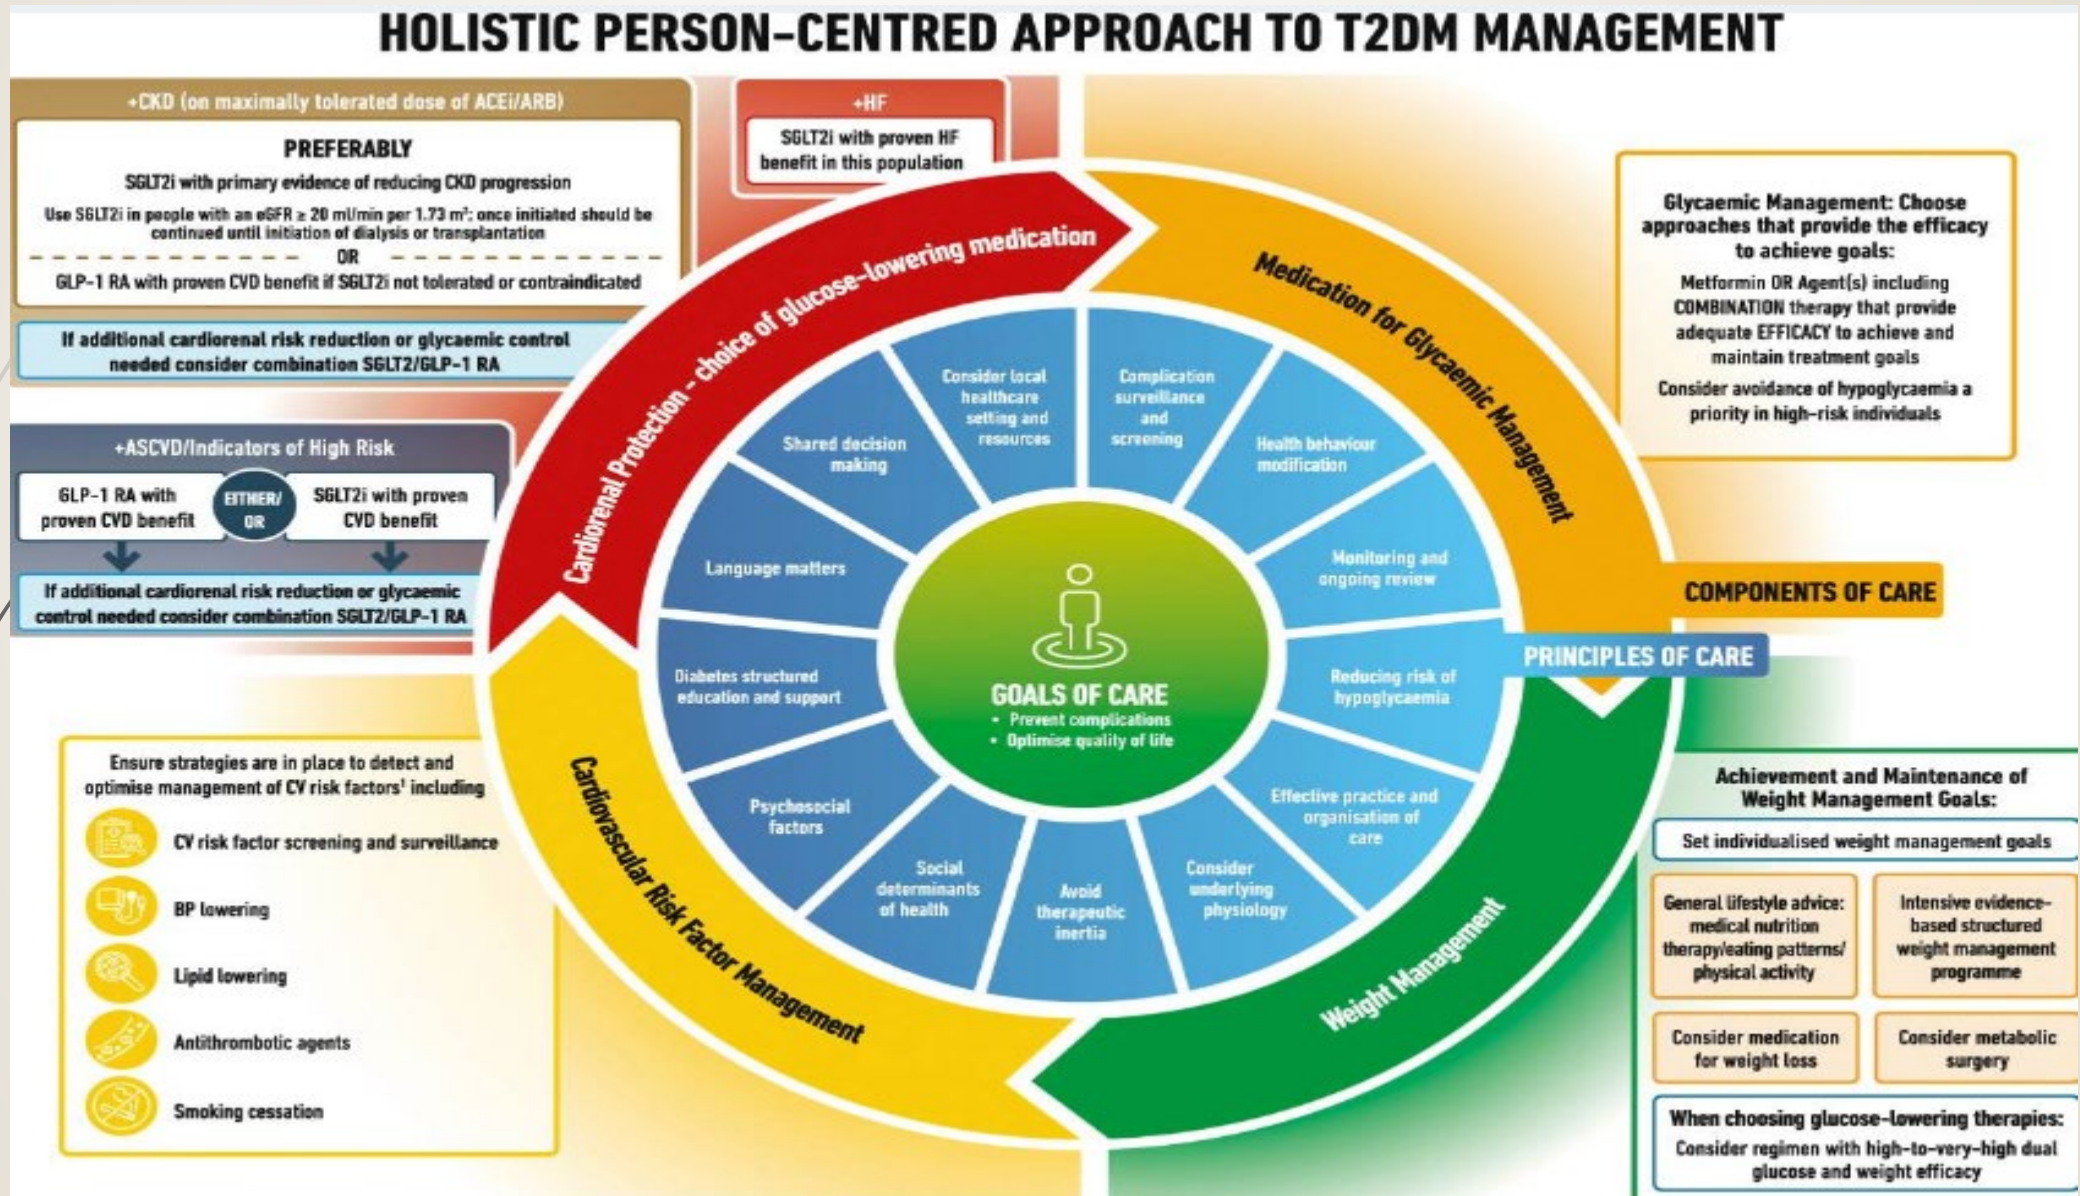 HOLISTIC PERSON-CENTRED APPROACH TO T2DM MANAGEMENT
+CKD (on maximally tolerated dose of ACEi/ARB)
PREFERABLY
SGLT2i with primary evidence of reducing CKD progression
Use SGLT2i in people with an eGFR ≥ 20 ml/min per 1.73 m²; once initiated should be
continued until initiation of dialysis or transplantation
OR
GLP-1 RA with proven CVD benefit if SGLT2i not tolerated or contraindicated
If additional cardiorenal risk reduction or glycaemic control
needed consider combination SGLT2/GLP-1 RA
+HF
SGLT2i with proven HF
benefit in this population
+ASCVD/Indicators of High Risk
GLP-1 RA with
proven CVD benefit
EITHER/
OR
SGLT2i with proven
CVD benefit
If additional cardiorenal risk reduction or glycaemic
control needed consider combination SGLT2/GLP-1 RA
Cardiorenal Protection - choice of glucose-lowering medication
Medication for Glycaemic Management
Glycaemic Management: Choose
approaches that provide the efficacy
to achieve goals:
Metformin OR Agent(s) including
COMBINATION therapy that provide
adequate EFFICACY to achieve and
maintain treatment goals
Consider avoidance of hypoglycaemia a
priority in high-risk individuals
COMPONENTS OF CARE
PRINCIPLES OF CARE
Consider local
healthcare
setting and
resources
Complication
surveillance
and
screening
Health behaviour
modification
Monitoring and
ongoing review
Reducing risk of
hypoglycaemia
Effective practice and
organisation of
care
Consider
underlying
physiology
Avoid
therapeutic
inertia
Social
determinants
of health
Psychosocial
factors
Diabetes structured
education and support
Language matters
Shared decision
making
GOALS OF CARE
• Prevent complications
• Optimise quality of life
Cardiovascular Risk Factor Management
Weight Management
Ensure strategies are in place to detect and
optimise management of CV risk factors¹ including
CV risk factor screening and surveillance
BP lowering
Lipid lowering
Antithrombotic agents
Smoking cessation
Achievement and Maintenance of
Weight Management Goals:
Set individualised weight management goals
General lifestyle advice:
medical nutrition
therapy/eating patterns/
physical activity
Intensive evidence-
based structured
weight management
programme
Consider medication
for weight loss
Consider metabolic
surgery
When choosing glucose-lowering therapies:
Consider regimen with high-to-very-high dual
glucose and weight efficacy